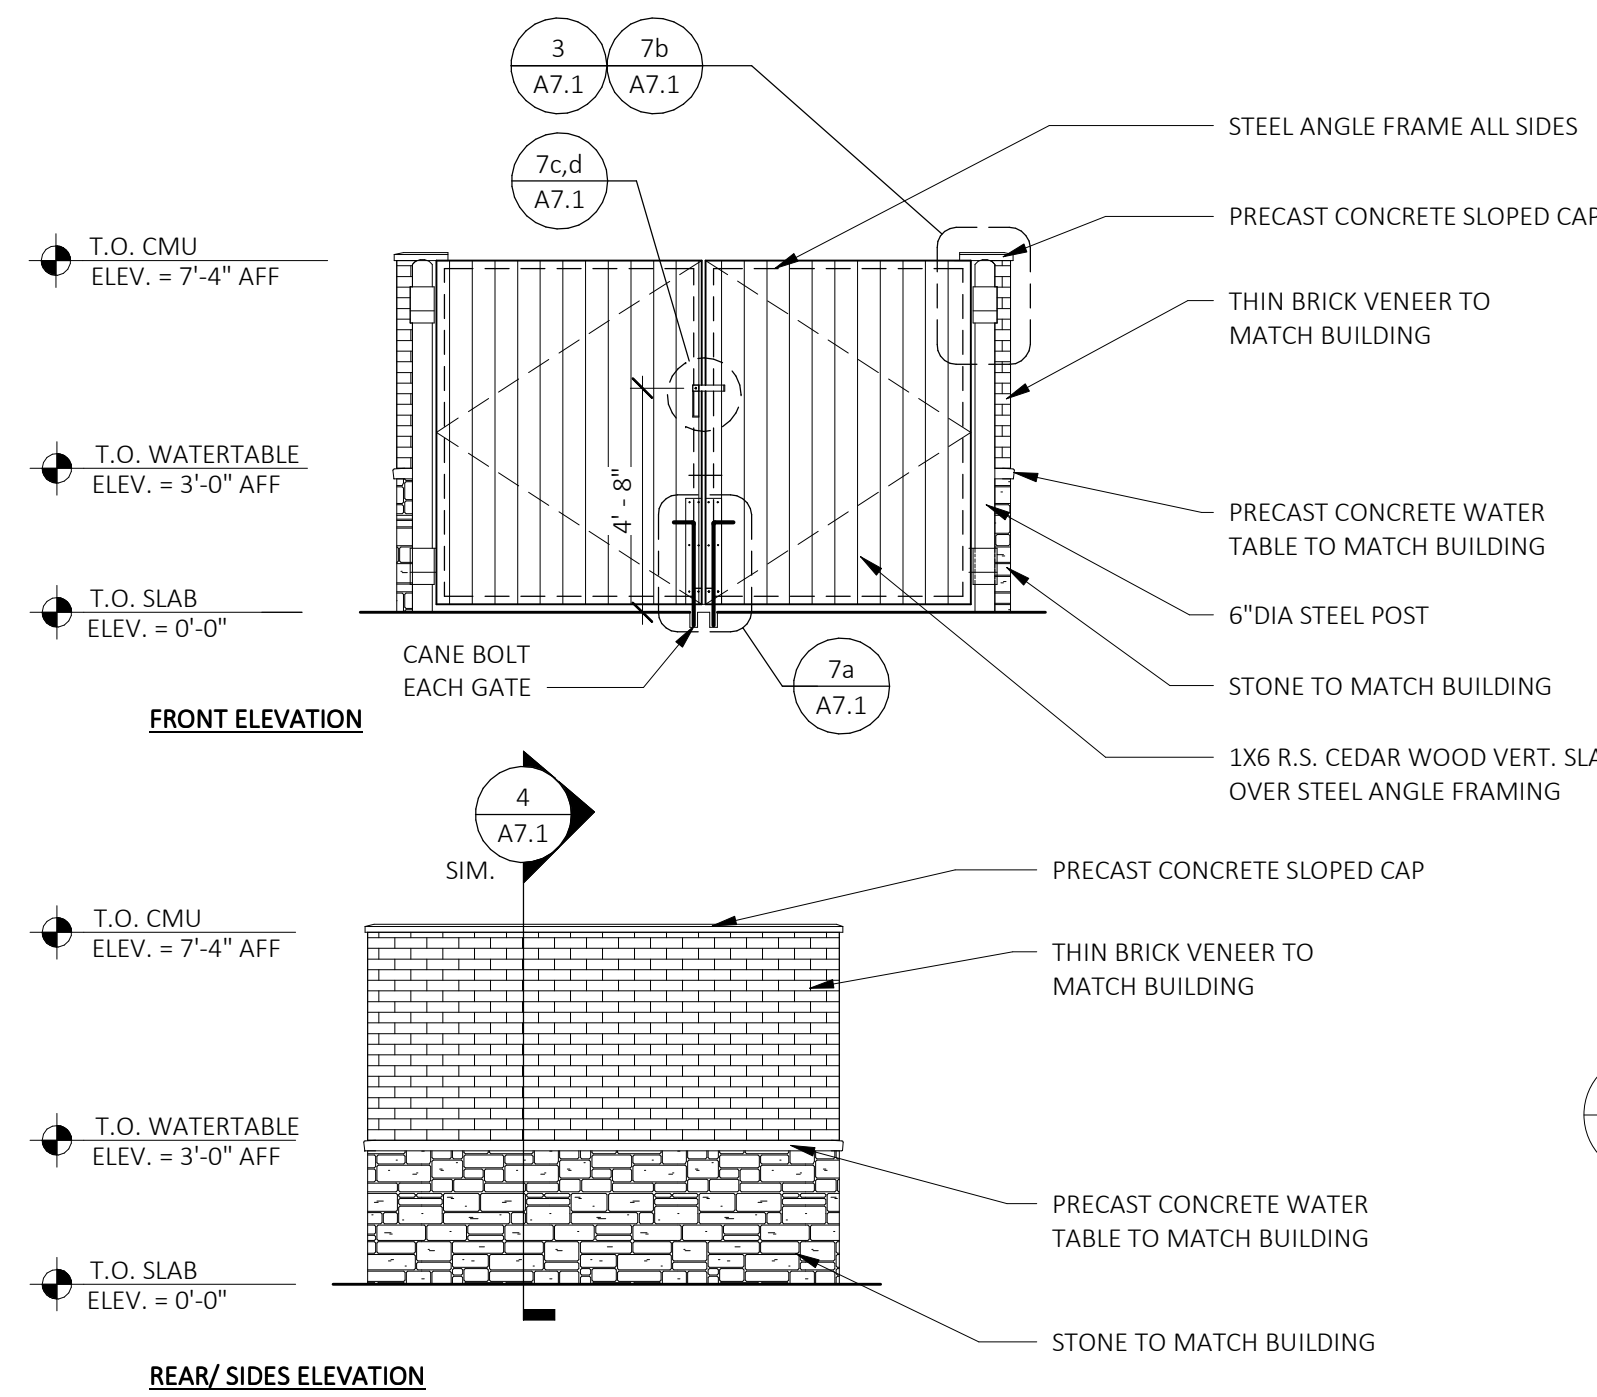 3
A7.1
7b
A7.1
7c,d
A7.1
STEEL ANGLE FRAME ALL SIDES
PRECAST CONCRETE SLOPED CAP
T.O. CMU
ELEV. = 7'-4" AFF
THIN BRICK VENEER TO
MATCH BUILDING
T.O. WATERTABLE
ELEV. = 3'-0" AFF
4' - 8"
PRECAST CONCRETE WATER
TABLE TO MATCH BUILDING
T.O. SLAB
ELEV. = 0'-0"
6"DIA STEEL POST
CANE BOLT
EACH GATE
7a
A7.1
STONE TO MATCH BUILDING
FRONT ELEVATION
1X6 R.S. CEDAR WOOD VERT.
OVER STEEL ANGLE FRAMING
4
A7.1
SIM.
PRECAST CONCRETE SLOPED CAP
T.O. CMU
ELEV. = 7'-4" AFF
THIN BRICK VENEER TO
MATCH BUILDING
T.O. WATERTABLE
ELEV. = 3'-0" AFF
PRECAST CONCRETE WATER
TABLE TO MATCH BUILDING
T.O. SLAB
ELEV. = 0'-0"
STONE TO MATCH BUILDING
REAR/ SIDES ELEVATION